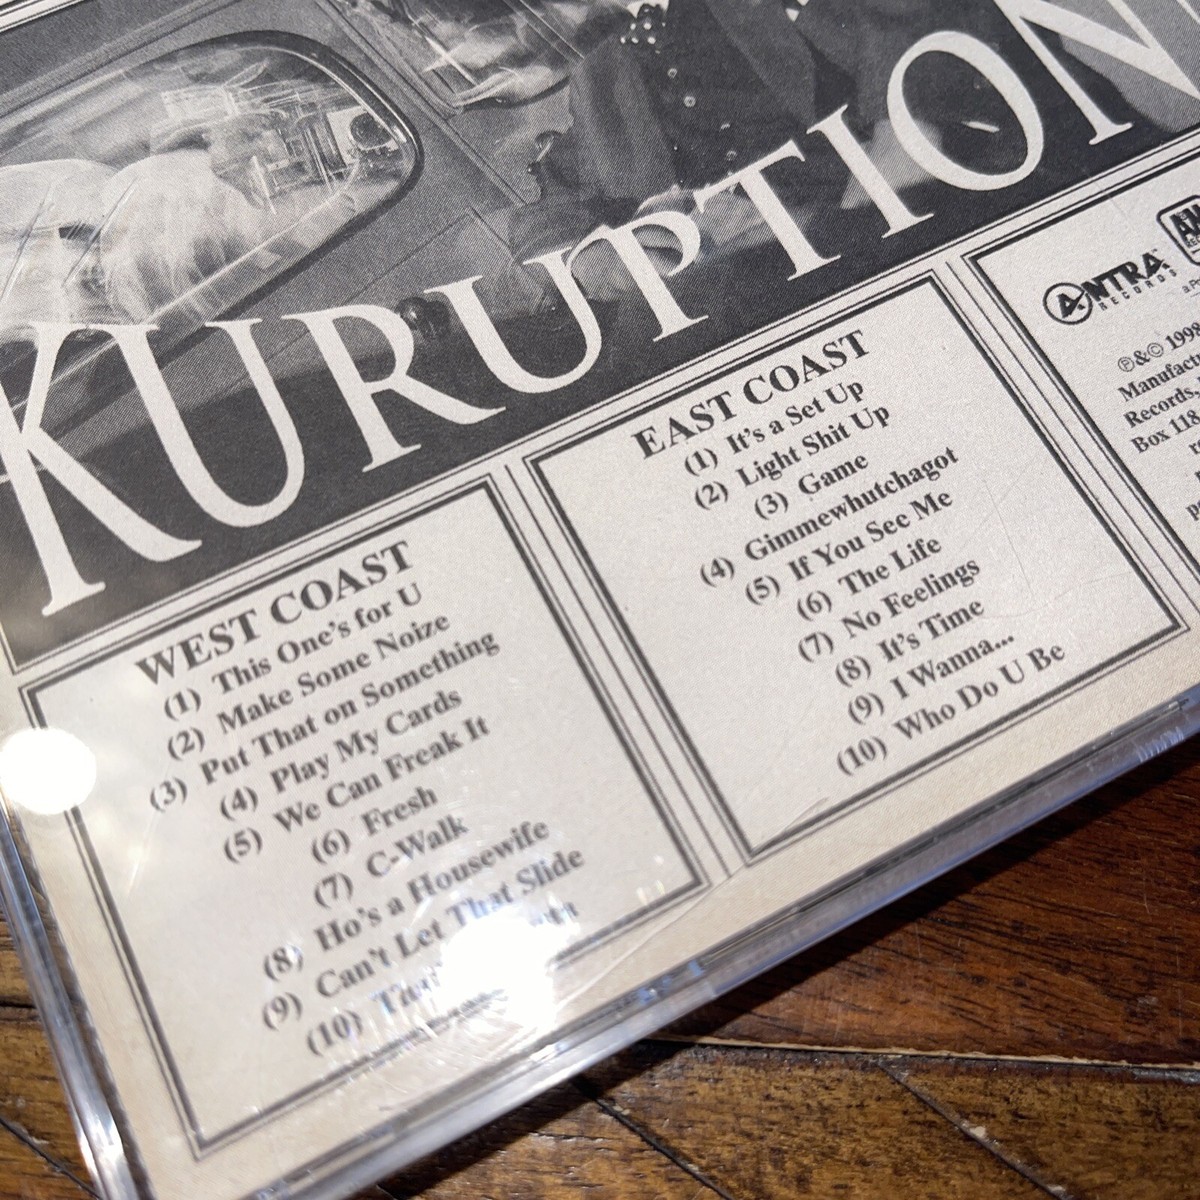 KURUPTION
WEST COAST
(1) This One's for U
(2) Make Some Noize
(3) Put That on Something
(4) Play My Cards
(5) We Can Freak It
(6) Fresh
(7) C-Walk
(8) Ho's a Housewife
(9) Can't Let That Slide
(10)
EAST COAST
(1) It's a Set Up
(2) Light Shit Up
(3) Game
(4) Gimmewhutchagot
(5) If You See Me
(6) The Life
(7) No Feelings
(8) It's Time
(9) I Wanna...
(10) Who Do U Be
ANTRA™
RECORDS
℗&© 1998
Manufactu
Records,
Box 118